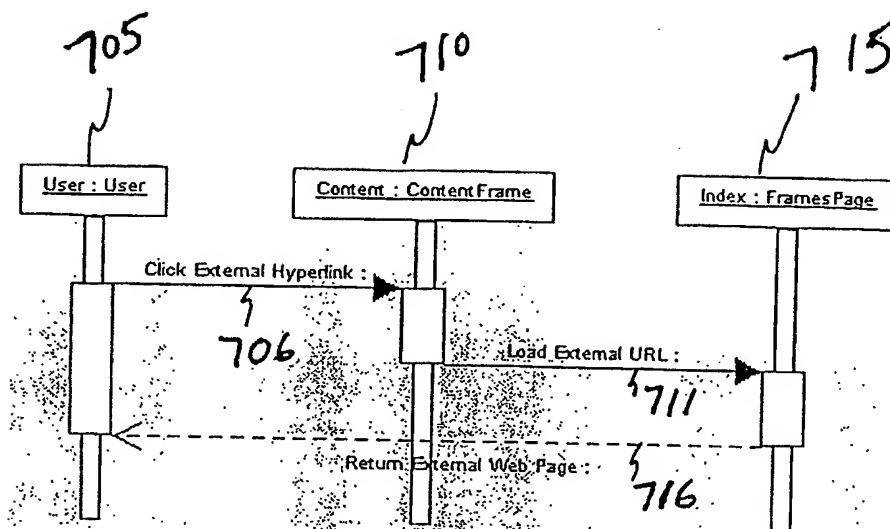 705
710
715
User : User
Content : ContentFrame
Index : FramesPage
Click External Hyperlink :
706
Load External URL :
711
Return External Web Page :
716